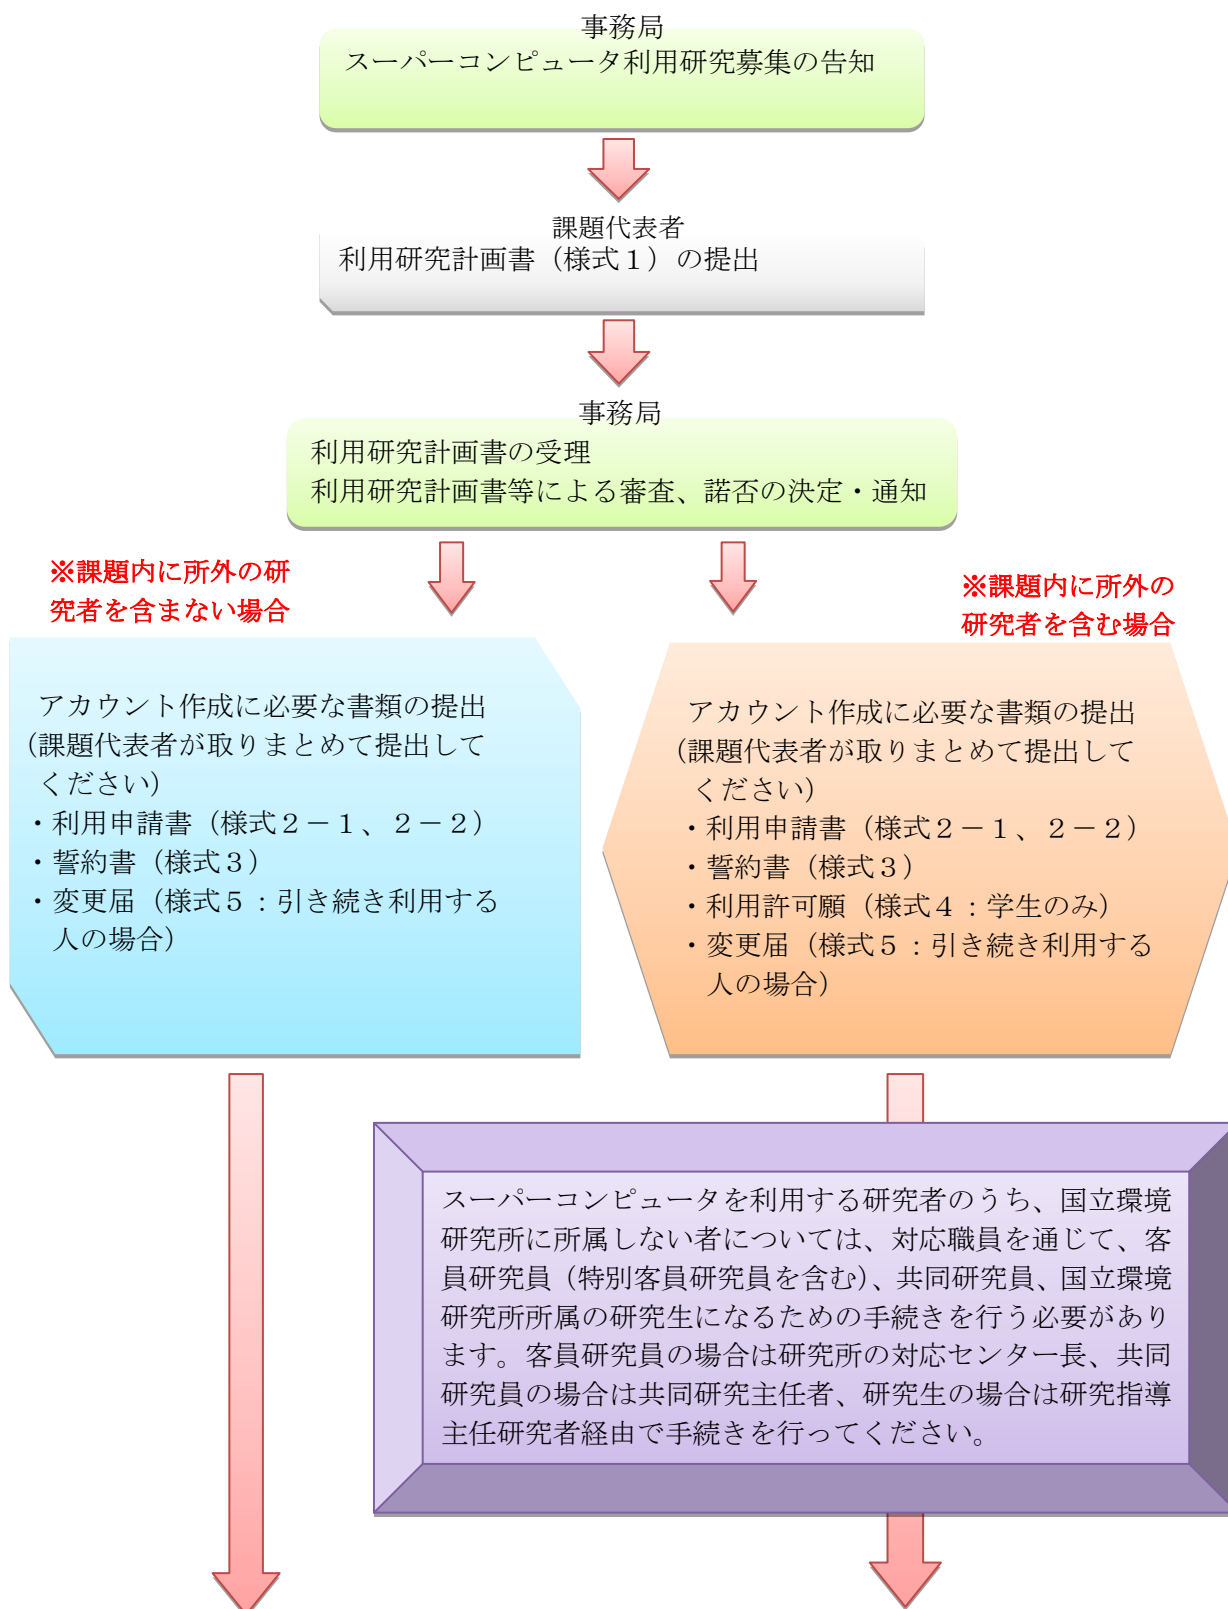 事務局
スーパーコンピュータ利用研究募集の告知
課題代表者
利用研究計画書（様式１）の提出
事務局
利用研究計画書の受理
利用研究計画書等による審査、諾否の決定・通知
※課題内に所外の研
究者を含まない場合
※課題内に所外の
研究者を含む場合
アカウント作成に必要な書類の提出
（課題代表者が取りまとめて提出して
ください）
・利用申請書（様式２－１、２－２）
・誓約書（様式３）
・変更届（様式５：引き続き利用する
人の場合）
アカウント作成に必要な書類の提出
（課題代表者が取りまとめて提出して
ください）
・利用申請書（様式２－１、２－２）
・誓約書（様式３）
・利用許可願（様式４：学生のみ）
・変更届（様式５：引き続き利用する
人の場合）
スーパーコンピュータを利用する研究者のうち、国立環境
研究所に所属しない者については、対応職員を通じて、客
員研究員（特別客員研究員を含む）、共同研究員、国立環境
研究所所属の研究生になるための手続きを行う必要があり
ます。客員研究員の場合は研究所の対応センター長、共同
研究員の場合は共同研究主任者、研究生の場合は研究指導
主任研究者経由で手続きを行ってください。